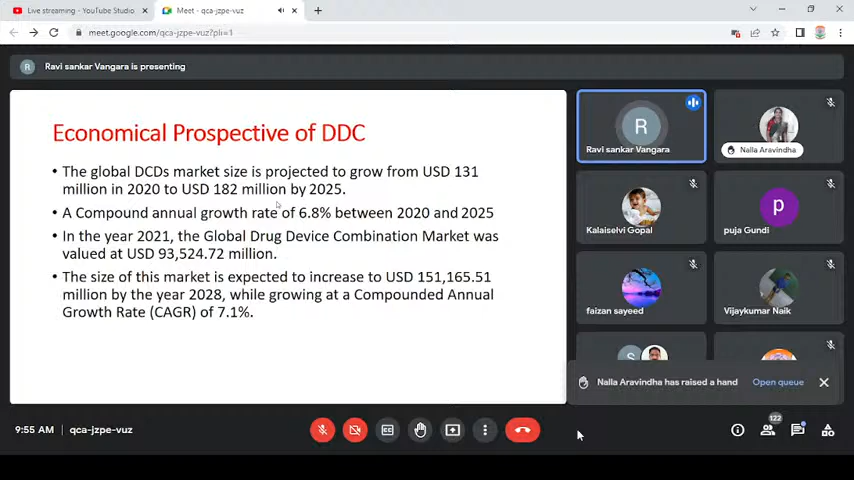 Live streaming - YouTube Studio
Meet - qca-jzpe-vuz
meet.google.com/qca-jzpe-vuz?pli=1
R
Ravi sankar Vangara is presenting
Economical Prospective of DDC
• The global DCDs market size is projected to grow from USD 131
million in 2020 to USD 182 million by 2025.
• A Compound annual growth rate of 6.8% between 2020 and 2025
• In the year 2021, the Global Drug Device Combination Market was
valued at USD 93,524.72 million.
• The size of this market is expected to increase to USD 151,165.51
million by the year 2028, while growing at a Compounded Annual
Growth Rate (CAGR) of 7.1%.
R
Ravi sankar Vangara
Nalla Aravindha
Kalaiselvi Gopal
p
puja Gundi
faizan sayeed
Vijaykumar Naik
S
Nalla Aravindha has raised a hand
Open queue
9:55 AM | qca-jzpe-vuz
122